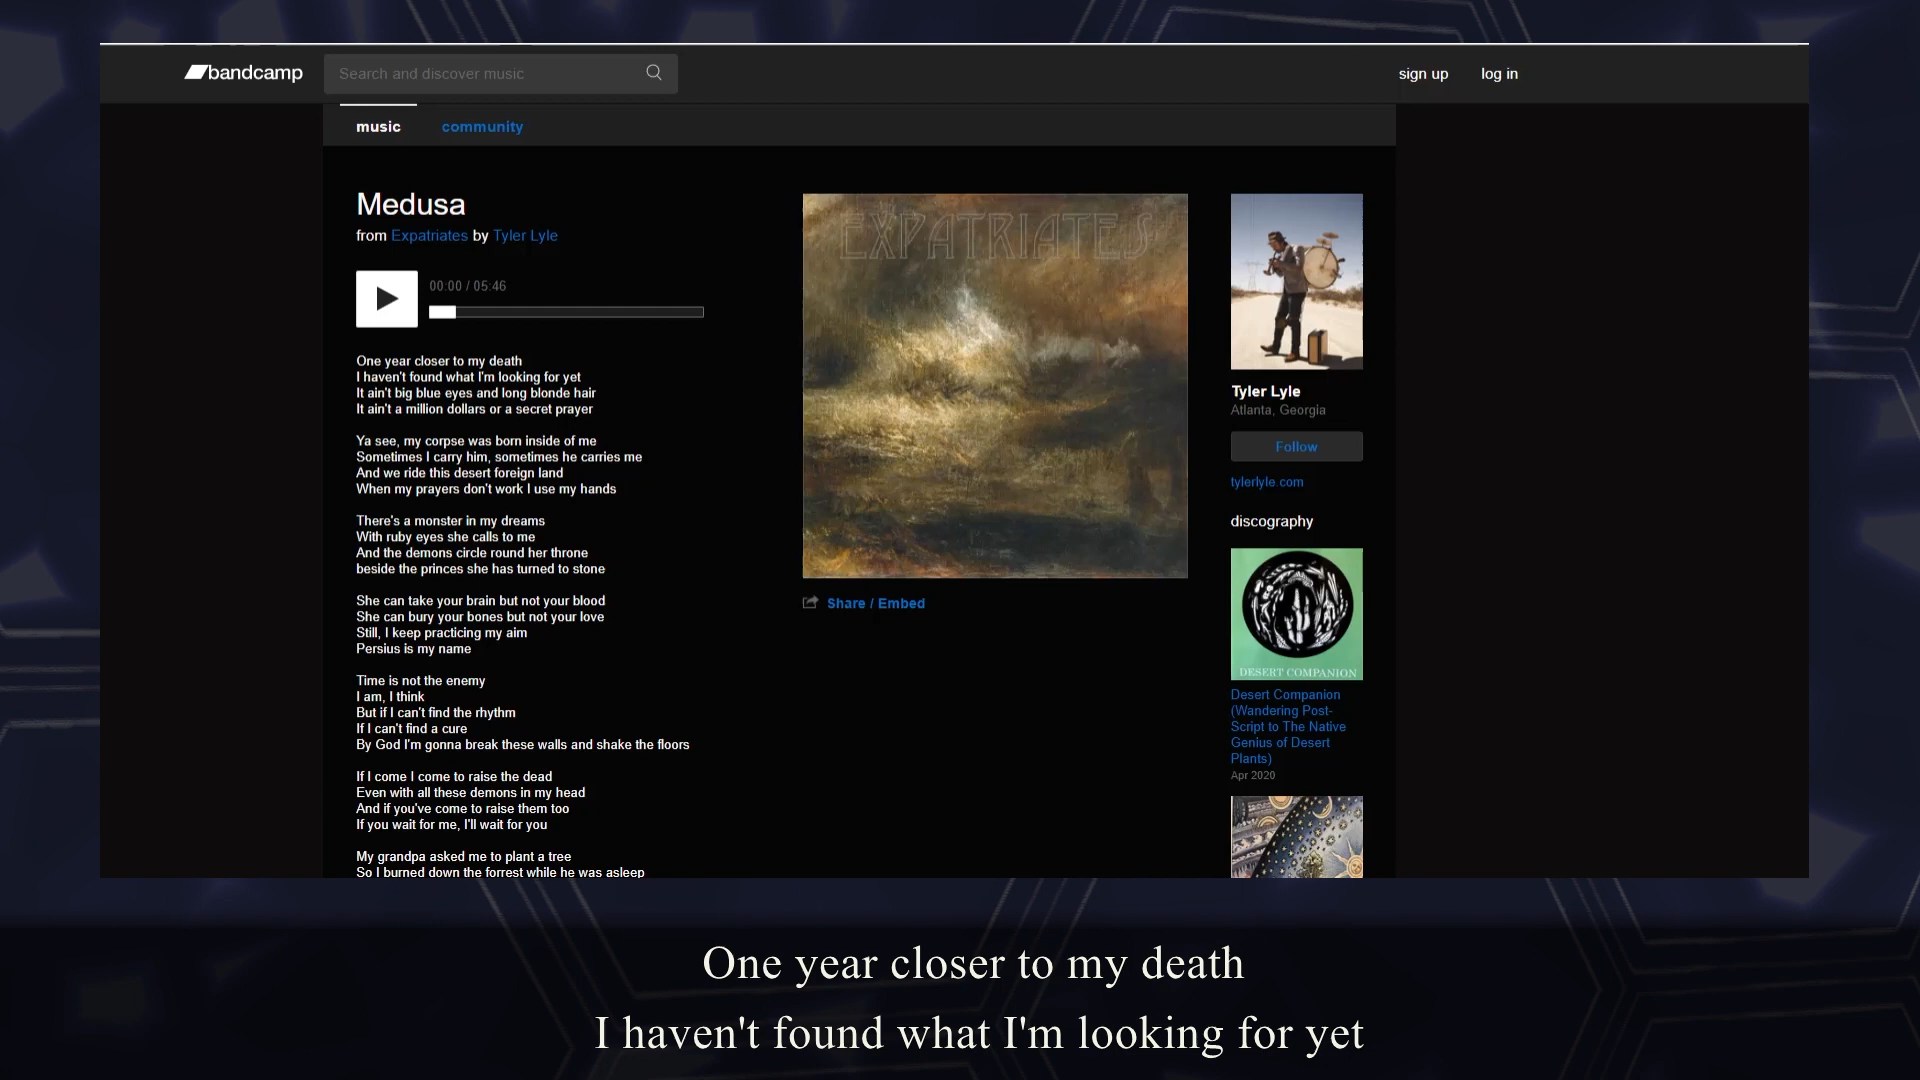 bandcamp
Search and discover music
sign up
log in
music
community
Medusa
from Expatriates by Tyler Lyle
00:00 / 05:46
One year closer to my death
I haven't found what I'm looking for yet
It ain't big blue eyes and long blonde hair
It ain't a million dollars or a secret prayer
Ya see, my corpse was born inside of me
Sometimes I carry him, sometimes he carries me
And we ride this desert foreign land
When my prayers don't work I use my hands
There's a monster in my dreams
With ruby eyes she calls to me
And the demons circle round her throne
beside the princes she has turned to stone
She can take your brain but not your blood
She can bury your bones but not your love
Still, I keep practicing my aim
Persius is my name
Time is not the enemy
I am, I think
But if I can't find the rhythm
If I can't find a cure
By God I'm gonna break these walls and shake the floors
If I come I come to raise the dead
Even with all these demons in my head
And if you've come to raise them too
If you wait for me, I'll wait for you
My grandpa asked me to plant a tree
So I burned down the forrest while he was asleep
EXPATRIATES
Share / Embed
Tyler Lyle
Atlanta, Georgia
Follow
tylerlyle.com
discography
DESERT COMPANION
Desert Companion
(Wandering Post-
Script to The Native
Genius of Desert
Plants)
Apr 2020
One year closer to my death
I haven't found what I'm looking for yet